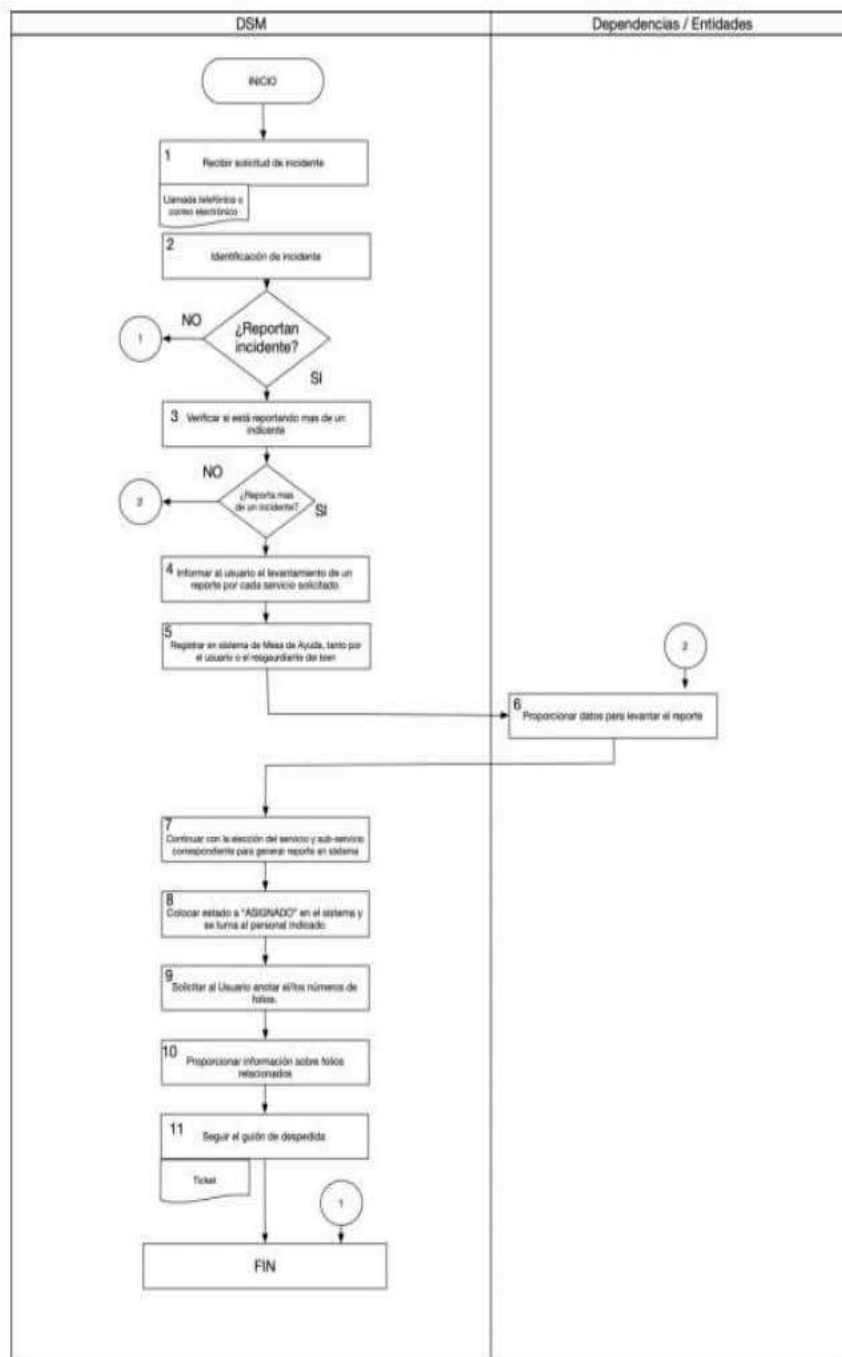 DSM
Dependencias / Entidades
INICIO
1
Recibir solicitud de incidente
Llamada telefónica o
correo electrónico
2
Identificación de incidente
¿Reportan
incidente?
NO
1
SI
3 Verificar si está reportando mas de un
indicente
NO
¿Reporta mas
de un incidente?
2
SI
4 Informar al usuario el levantamiento de un
reporte por cada servicio solicitado
5
Registrar en sistema de Mesa de Ayuda, tanto por
el usuario o el resguardante del bien
2
6
Proporcionar datos para levantar el reporte
7
Continuar con la elección del servicio y sub-servicio
correspondiente para generar reporte en sistema
8
Colocar estado a "ASIGNADO" en el sistema y
se turna al personal indicado
9
Solicitar al Usuario anotar el/los números de
folios.
10
Proporcionar información sobre folios
relacionados
11
Seguir el guión de despedida
Ticket
1
FIN